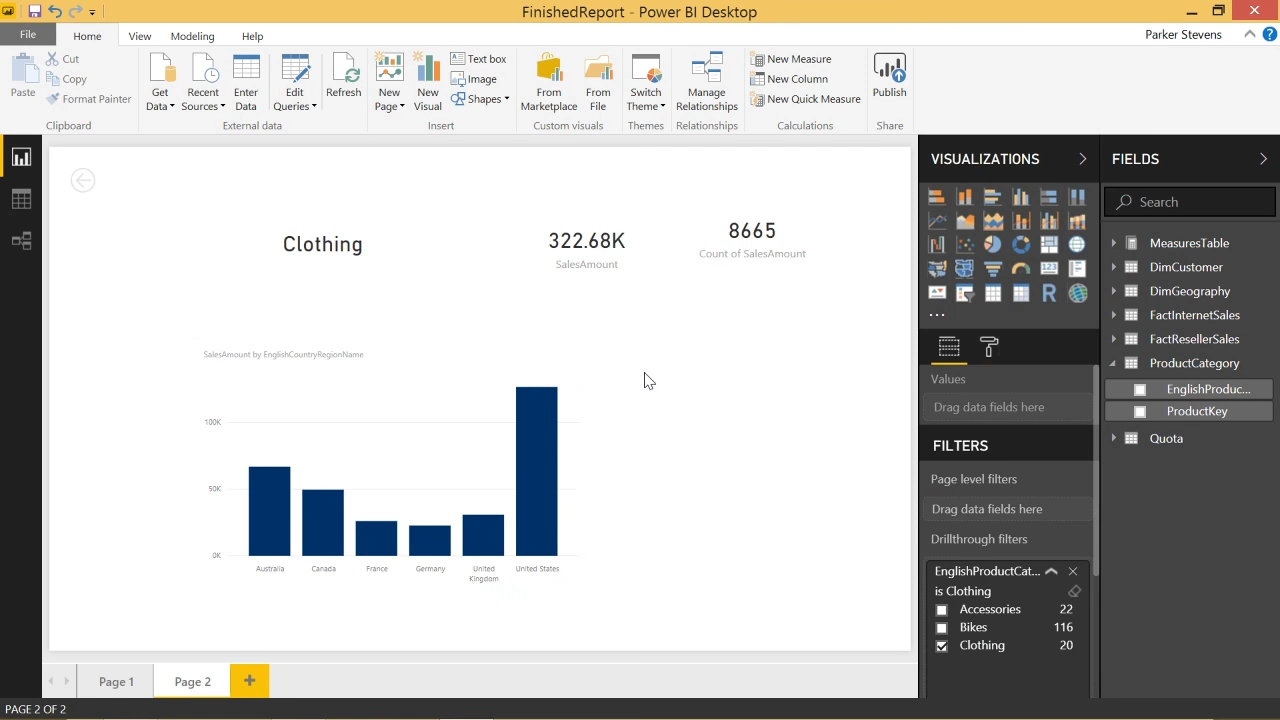 FinishedReport - Power BI Desktop
File
Home
View
Modeling
Help
Parker Stevens
Paste
Cut
Copy
Format Painter
Clipboard
Get
Data
Recent
Sources
Enter
Data
Edit
Queries
Refresh
External data
New
Page
New
Visual
Text box
Image
Shapes
Insert
From
Marketplace
From
File
Custom visuals
Switch
Theme
Themes
Manage
Relationships
Relationships
New Measure
New Column
New Quick Measure
Calculations
Publish
Share
Clothing
322.68K
SalesAmount
8665
Count of SalesAmount
SalesAmount by EnglishCountryRegionName
100K
50K
0K
Australia
Canada
France
Germany
United
Kingdom
United States
VISUALIZATIONS
123
R
...
Values
Drag data fields here
FILTERS
Page level filters
Drag data fields here
Drillthrough filters
EnglishProductCat...
is Clothing
Accessories 22
Bikes 116
Clothing 20
FIELDS
Search
MeasuresTable
DimCustomer
DimGeography
FactInternetSales
FactResellerSales
ProductCategory
EnglishProduc...
ProductKey
Quota
Page 1
Page 2
PAGE 2 OF 2